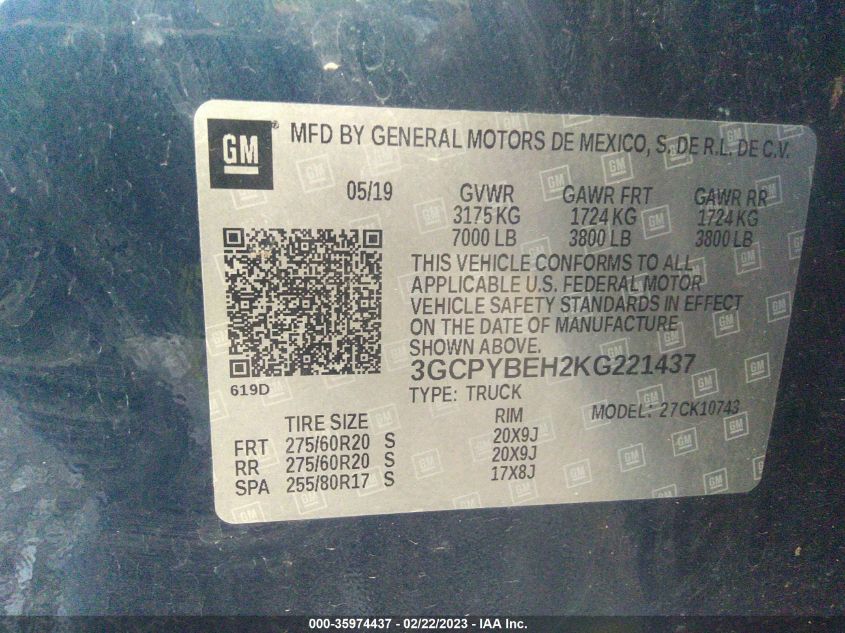 GM ® MFD BY GENERAL MOTORS DE MEXICO, S. DE R.L. DE C.V.
05/19 GVWR GAWR FRT GAWR RR
3175 KG 1724 KG 1724 KG
7000 LB 3800 LB 3800 LB
THIS VEHICLE CONFORMS TO ALL
APPLICABLE U.S. FEDERAL MOTOR
VEHICLE SAFETY STANDARDS IN EFFECT
ON THE DATE OF MANUFACTURE
SHOWN ABOVE.
3GCPYBEH2KG221437
619D TYPE: TRUCK MODEL: 27CK10743
TIRE SIZE RIM
FRT 275/60R20 S 20X9J
RR 275/60R20 S 20X9J
SPA 255/80R17 S 17X8J
000-35974437 - 02/22/2023 - IAA Inc.